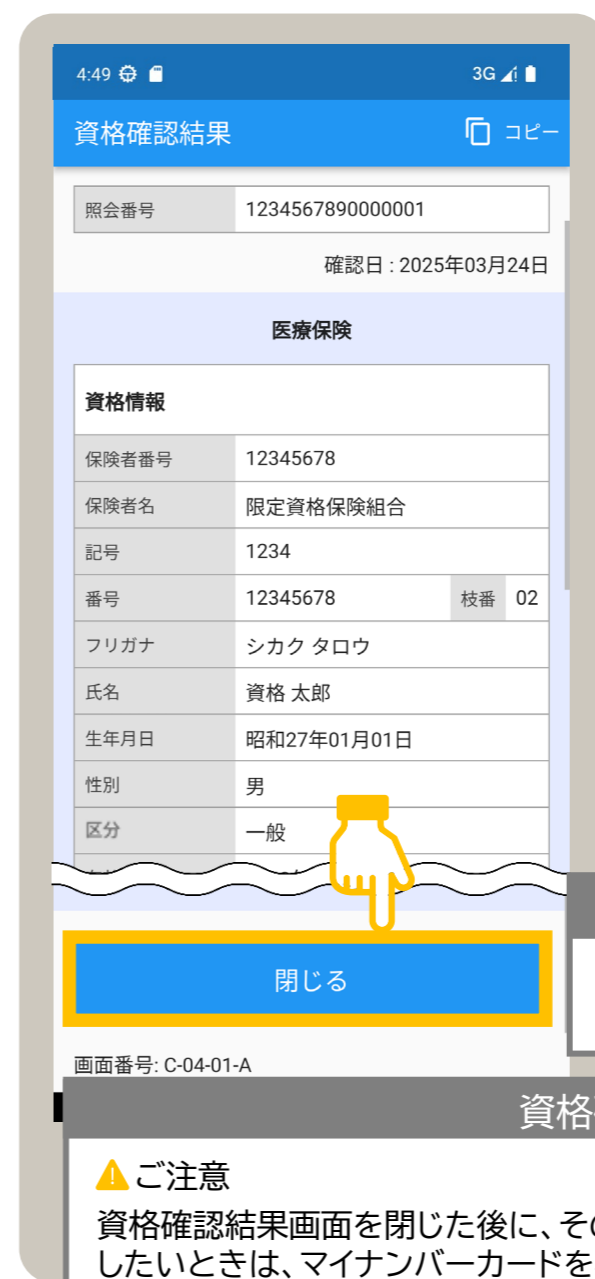 4:49 3G
資格確認結果 コピー
照会番号 1234567890000001
確認日 : 2025年03月24日
医療保険
資格情報
保険者番号 12345678
保険者名 限定資格保険組合
記号 1234
番号 12345678 枝番 02
フリガナ シカク タロウ
氏名 資格 太郎
生年月日 昭和27年01月01日
性別 男
区分 一般
閉じる
画面番号: C-04-01-A
資格
ご注意
資格確認結果画面を閉じた後に、その
したいときは、マイナンバーカードを